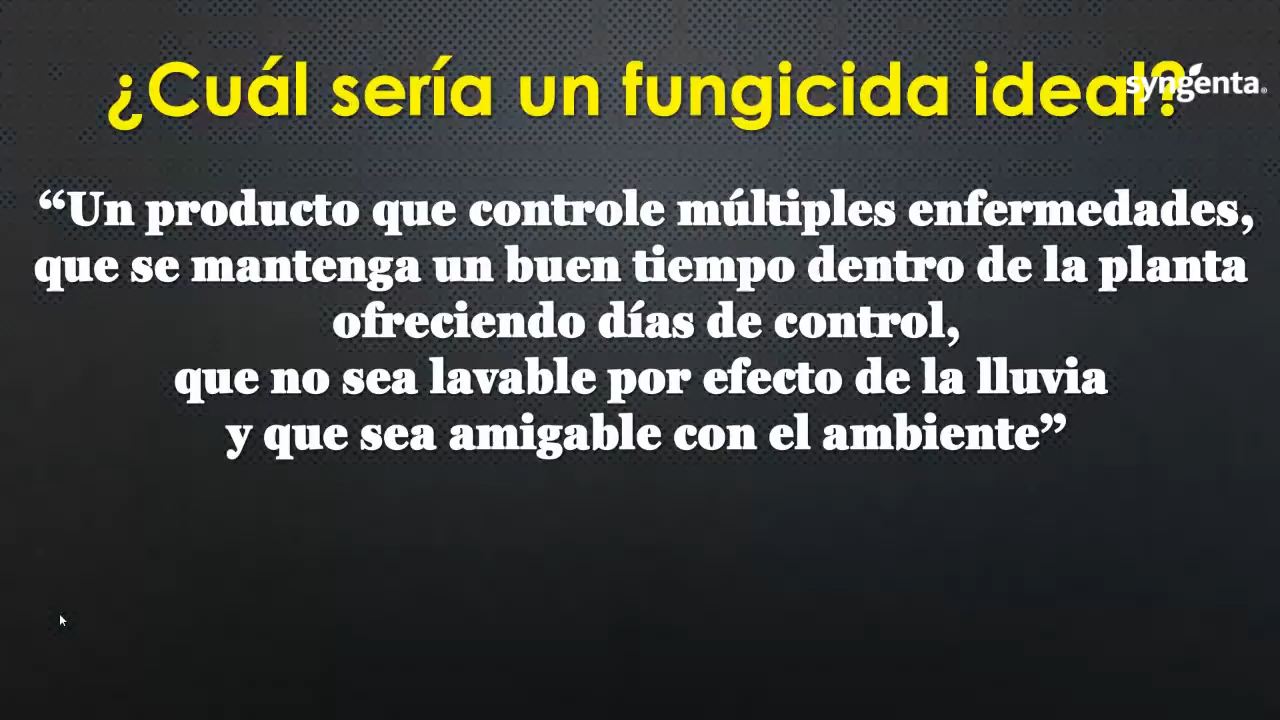 ¿Cuál sería un fungicida ideal?
syngenta®
“Un producto que controle múltiples enfermedades,
que se mantenga un buen tiempo dentro de la planta
ofreciendo días de control,
que no sea lavable por efecto de la lluvia
y que sea amigable con el ambiente”